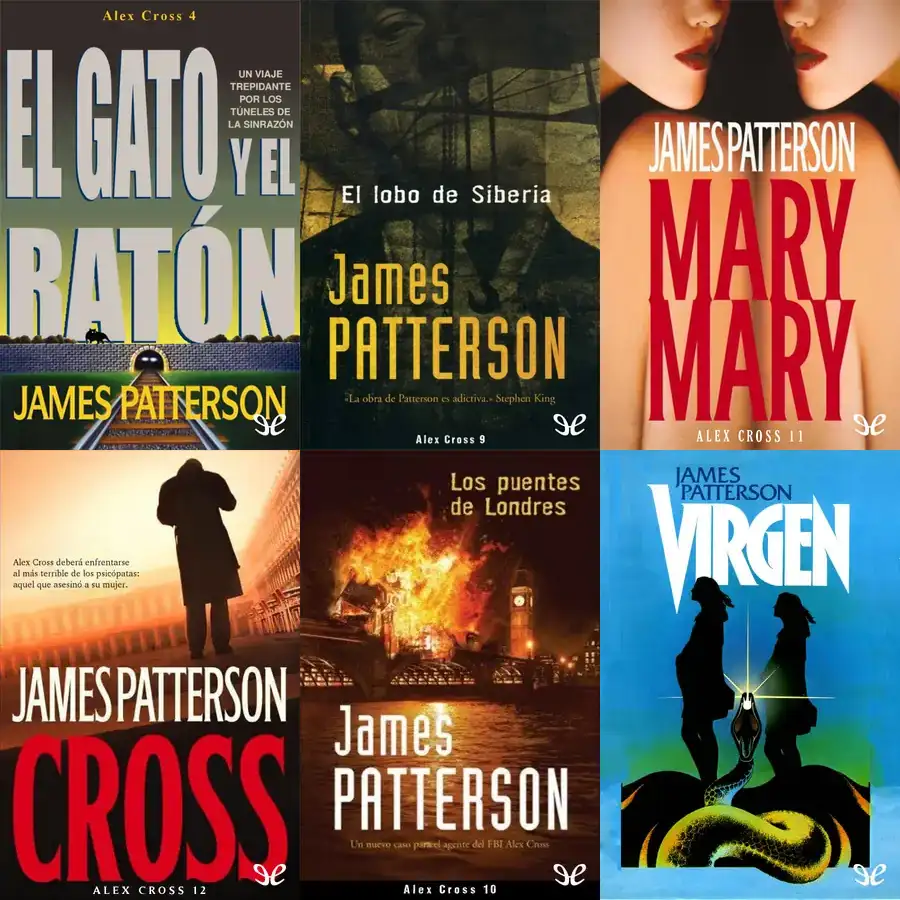 Alex Cross 4
EL GATO
UN VIAJE
TREPIDANTE
POR LOS
TÚNELES DE
LA SINRAZÓN
Y EL
RATÓN
JAMES PATTERSON
El lobo de Siberia
James
PATTERSON
«La obra de Patterson es adictiva.» Stephen King
Alex Cross 9
JAMES PATTERSON
MARY
MARY
ALEX CROSS 11
Alex Cross deberá enfrentarse
al más terrible de los psicópatas:
aquel que asesinó a su mujer.
JAMES PATTERSON
CROSS
ALEX CROSS 12
Los puentes
de Londres
James
PATTERSON
Un nuevo caso para el agente del FBI Alex Cross
Alex Cross 10
JAMES
PATTERSON
VIRGEN